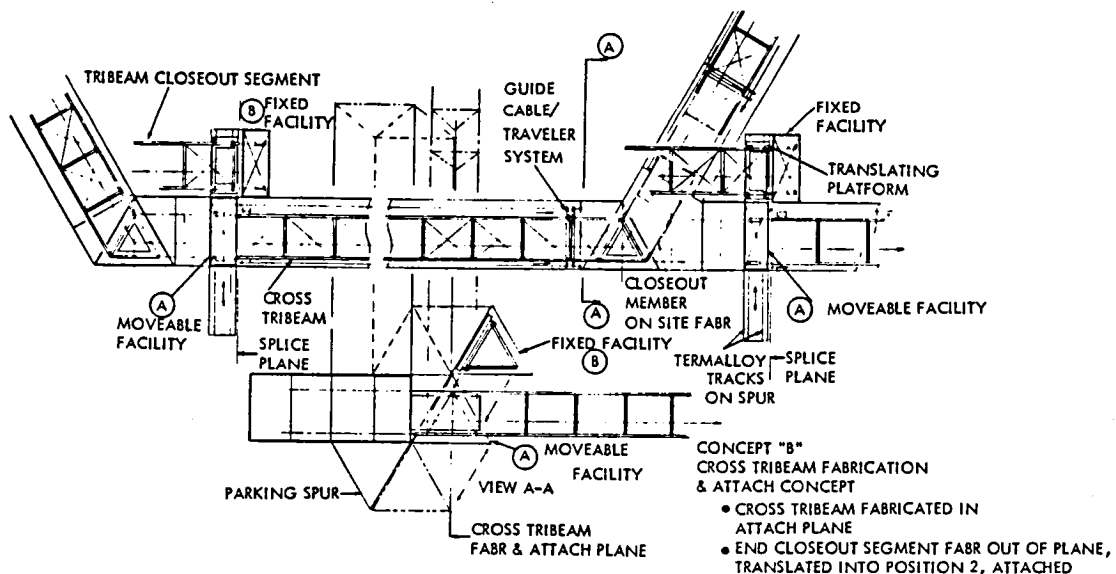 TRIBEAM CLOSEOUT SEGMENT
B FIXED
FACILITY
GUIDE
CABLE/
TRAVELER
SYSTEM
A
FIXED
FACILITY
TRANSLATING
PLATFORM
A
MOVEABLE
FACILITY
CROSS
TRIBEAM
SPLICE
PLANE
A
CLOSEOUT
MEMBER
ON SITE FABR
A MOVEABLE FACILITY
FIXED FACILITY
B
TERMALLOY
TRACKS
ON SPUR
SPLICE
PLANE
A MOVEABLE
FACILITY
VIEW A-A
PARKING SPUR
CROSS TRIBEAM
FABR & ATTACH PLANE
CONCEPT "B"
CROSS TRIBEAM FABRICATION
& ATTACH CONCEPT
• CROSS TRIBEAM FABRICATED IN
ATTACH PLANE
• END CLOSEOUT SEGMENT FABR OUT OF PLANE,
TRANSLATED INTO POSITION 2, ATTACHED